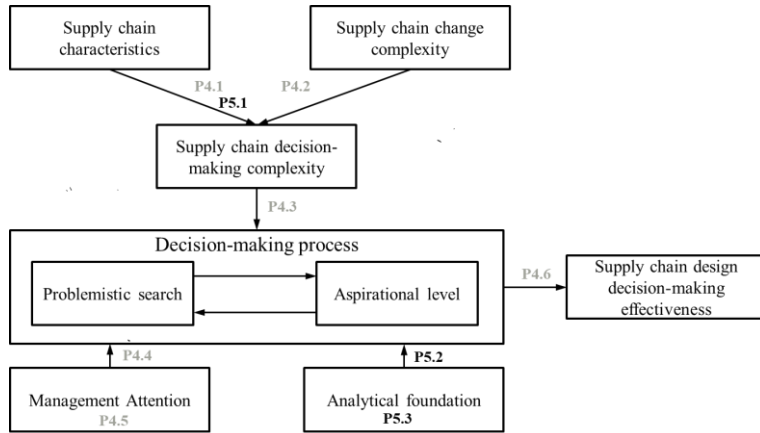 Supply chain
characteristics
Supply chain change
complexity
P4.1
P4.2
P5.1
Supply chain decision-
making complexity
P4.3
Decision-making process
Problemistic search
Aspirational level
P4.6
Supply chain design
decision-making
effectiveness
P4.4
P5.2
Management Attention
P4.5
Analytical foundation
P5.3